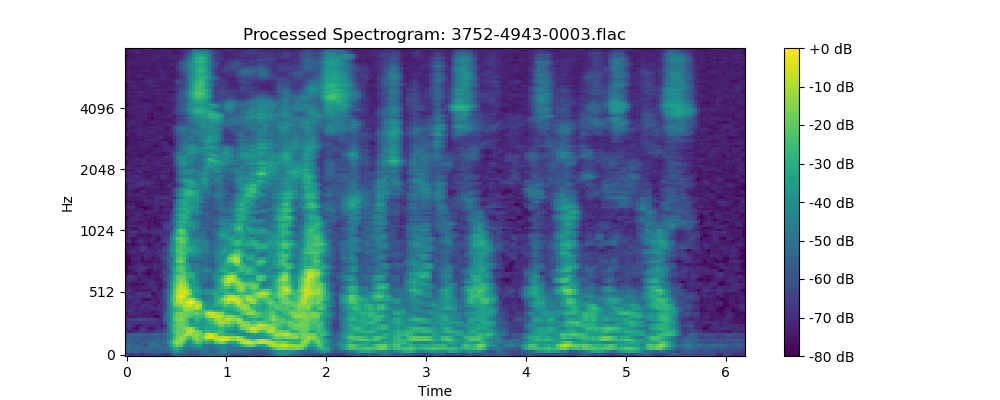 Processed Spectrogram: 3752-4943-0003.flac
Hz
4096
2048
1024
512
0
0 1 2 3 4 5 6
Time
+0 dB
-10 dB
-20 dB
-30 dB
-40 dB
-50 dB
-60 dB
-70 dB
-80 dB